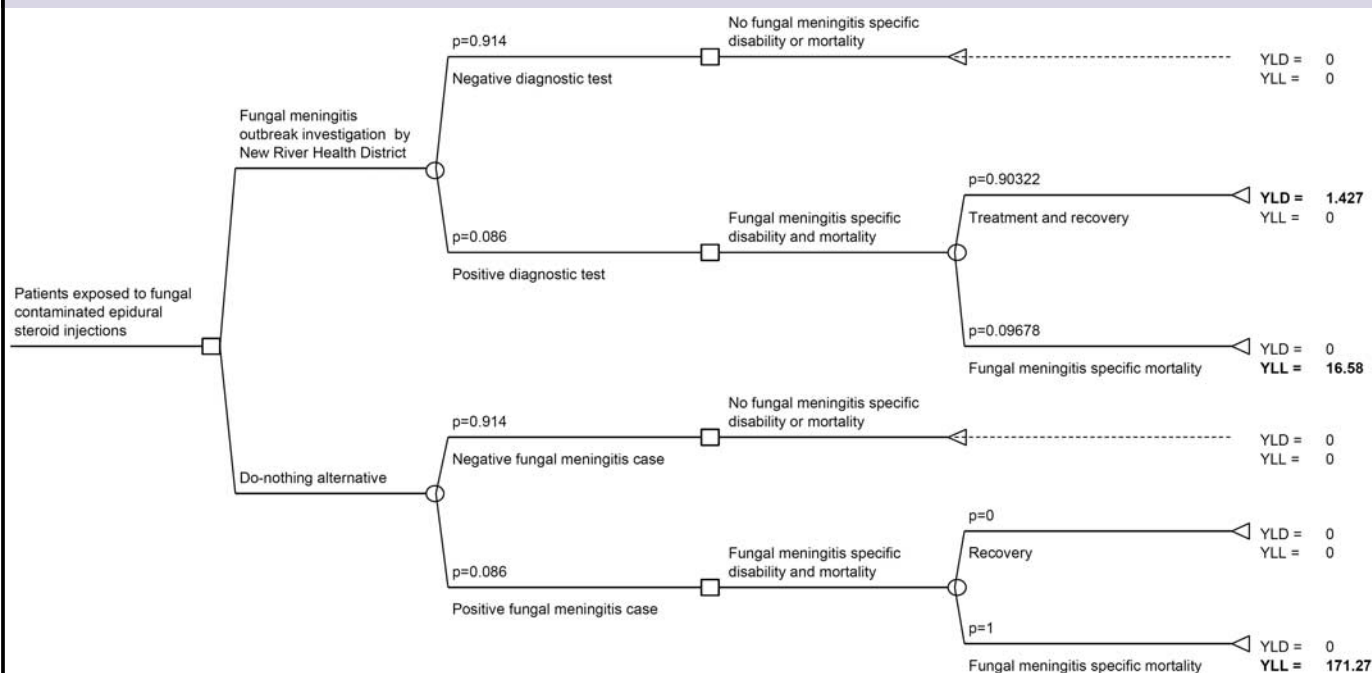 No fungal meningitis specific
disability or mortality
p=0.914
Negative diagnostic test
YLD = 0
YLL = 0
Fungal meningitis
outbreak investigation by
New River Health District
p=0.90322
Treatment and recovery
YLD = 1.427
YLL = 0
Fungal meningitis specific
disability and mortality
p=0.086
Positive diagnostic test
Patients exposed to fungal
contaminated epidural
steroid injections
p=0.09678
Fungal meningitis specific mortality
YLD = 0
YLL = 16.58
No fungal meningitis specific
disability or mortality
p=0.914
Negative fungal meningitis case
YLD = 0
YLL = 0
Do-nothing alternative
p=0
Recovery
YLD = 0
YLL = 0
Fungal meningitis specific
disability and mortality
p=0.086
Positive fungal meningitis case
p=1
Fungal meningitis specific mortality
YLD = 0
YLL = 171.27